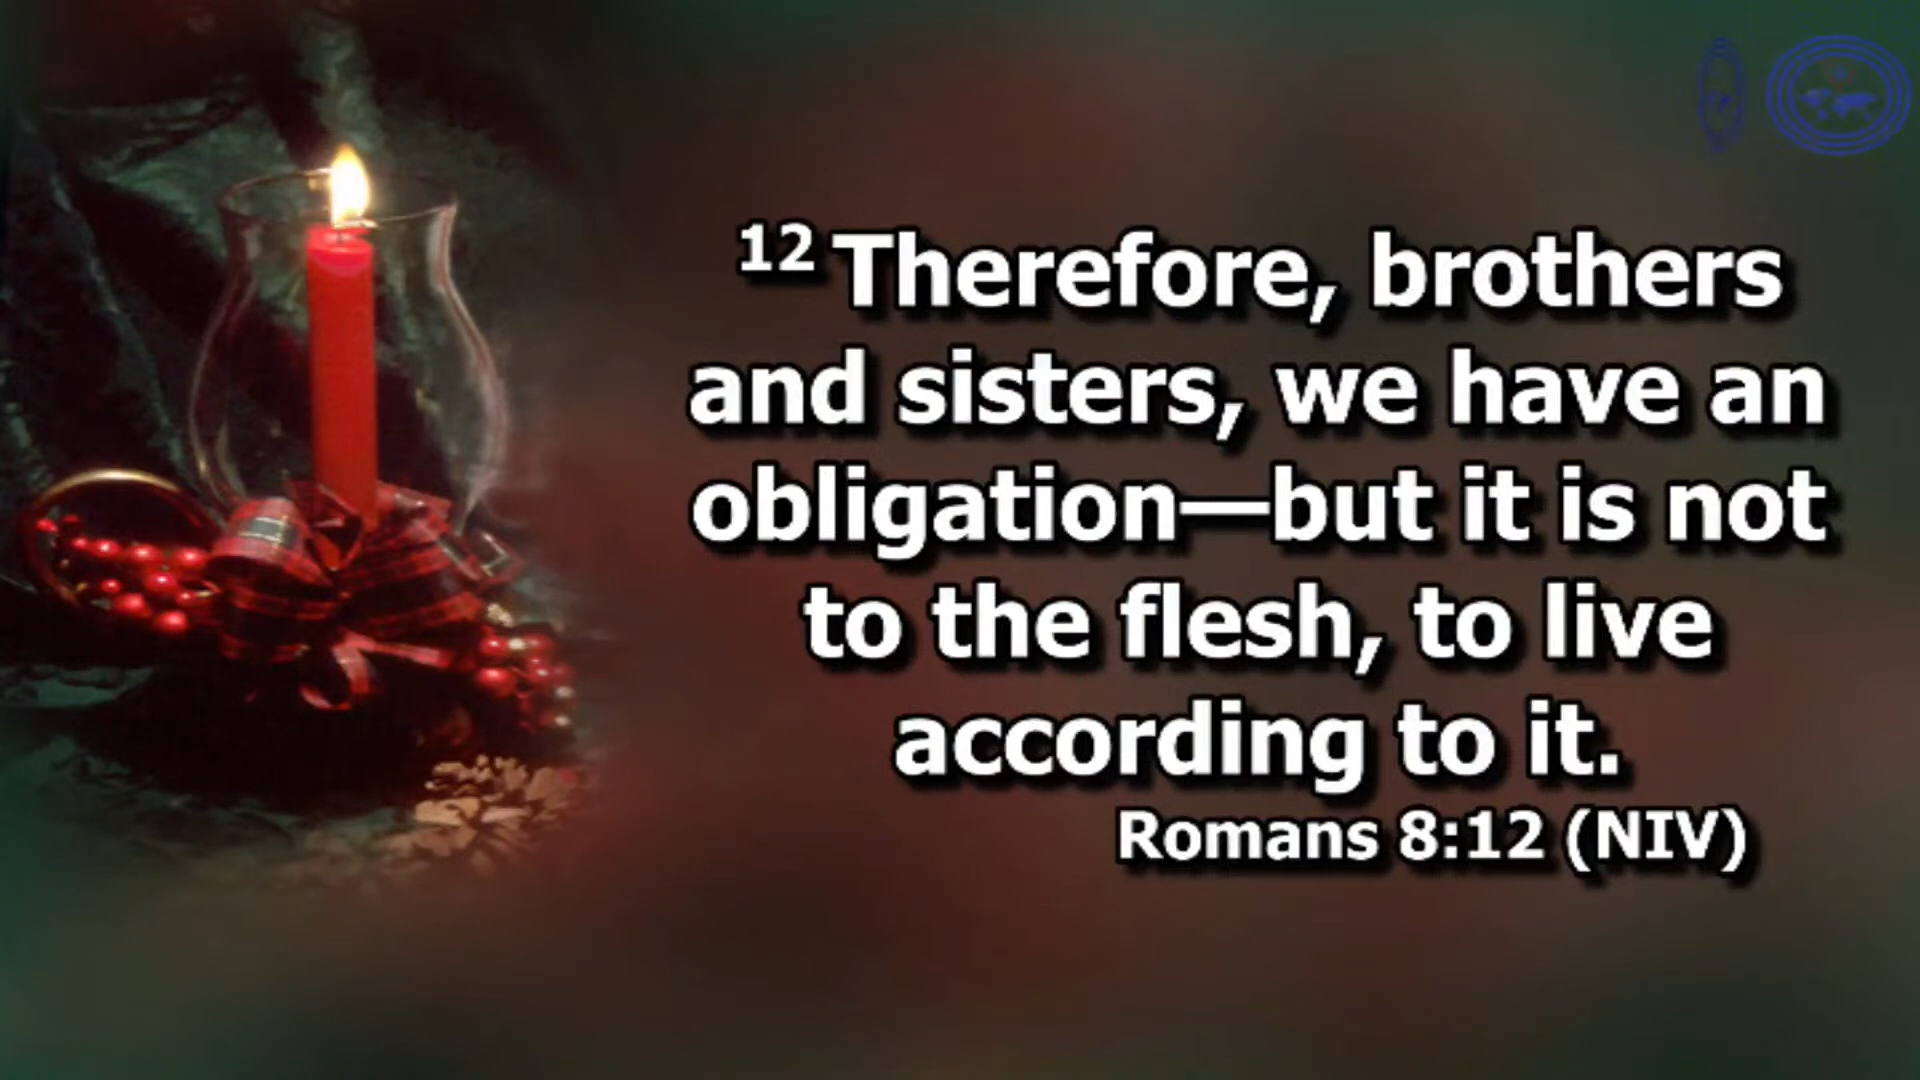 12 Therefore, brothers
and sisters, we have an
obligation—but it is not
to the flesh, to live
according to it.
Romans 8:12 (NIV)